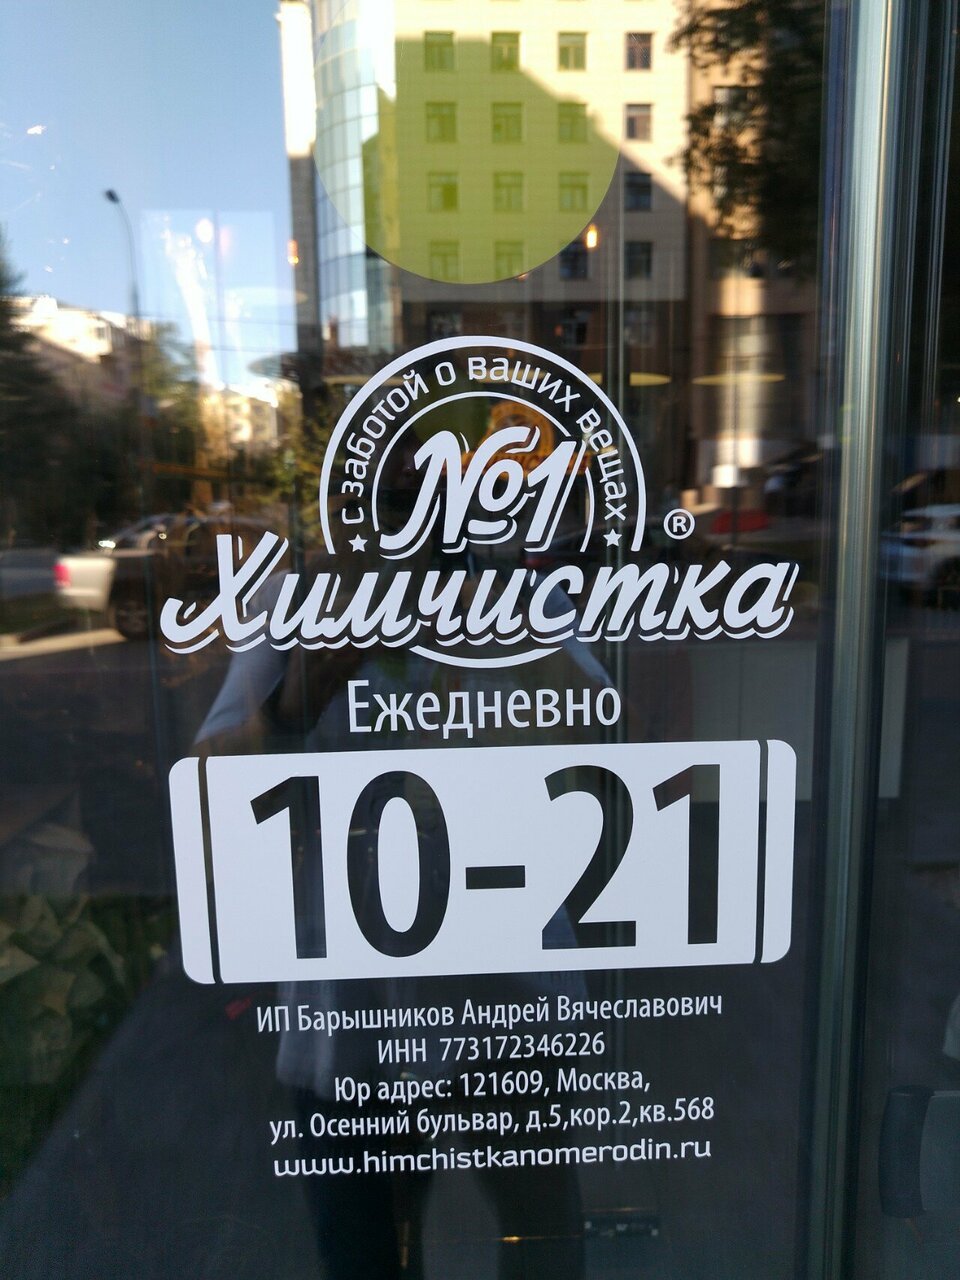 с заботой о ваших вещах
№1
®
Химчистка
Ежедневно
10-21
ИП Барышников Андрей Вячеславович
ИНН 773172346226
Юр адрес: 121609, Москва,
ул. Осенний бульвар, д.5,кор.2,кв.568
www.himchistkanomerodin.ru